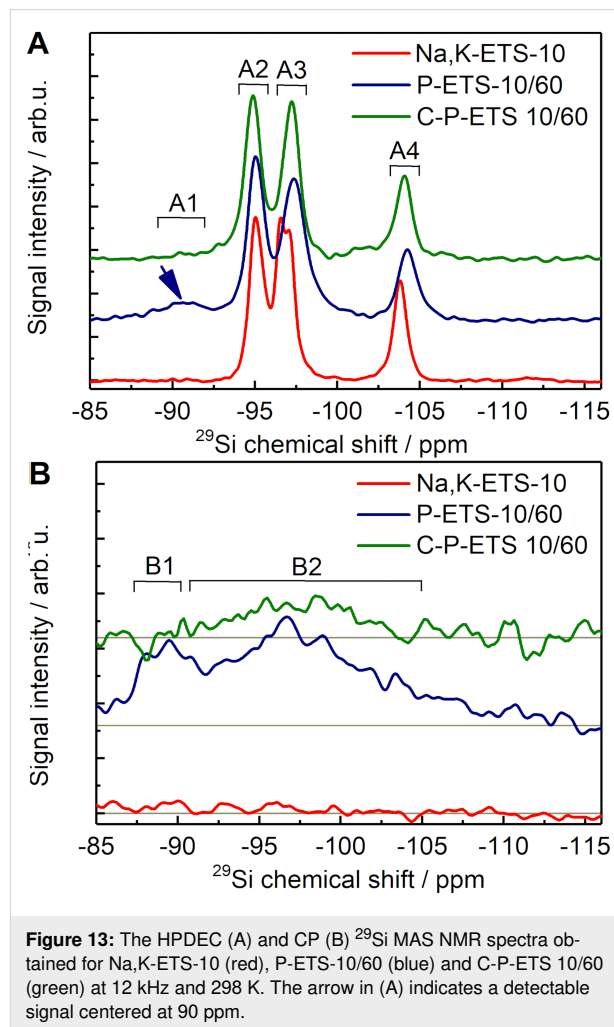 A
A2 A3
Na,K-ETS-10
P-ETS-10/60
C-P-ETS 10/60
A1
A4
Signal intensity / arb.u.
-85 -90 -95 -100 -105 -110 -115
29Si chemical shift / ppm
B
Na,K-ETS-10
P-ETS-10/60
C-P-ETS 10/60
B1 B2
Signal intensity / arb.u.
-85 -90 -95 -100 -105 -110 -115
29Si chemical shift / ppm
Figure 13: The HPDEC (A) and CP (B) 29Si MAS NMR spectra ob-
tained for Na,K-ETS-10 (red), P-ETS-10/60 (blue) and C-P-ETS 10/60
(green) at 12 kHz and 298 K. The arrow in (A) indicates a detectable
signal centered at 90 ppm.